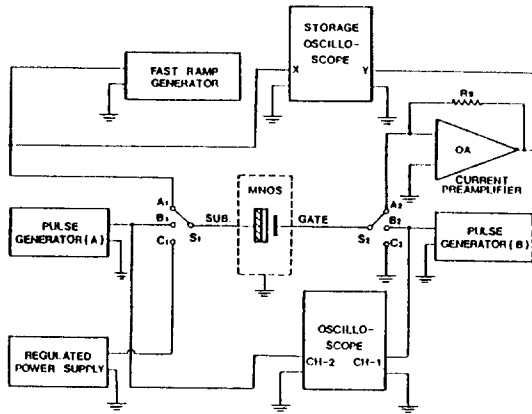 STORAGE
OSCILLO-
SCOPE
X
Y
FAST RAMP
GENERATOR
Rs
OA
CURRENT
PREAMPLIFIER
MNOS
A1
B1
C1
S1
SUB.
GATE
A2
B2
C2
S2
PULSE
GENERATOR(A)
PULSE
GENERATOR(B)
REGULATED
POWER SUPPLY
OSCILLO-
SCOPE
CH-2
CH-1